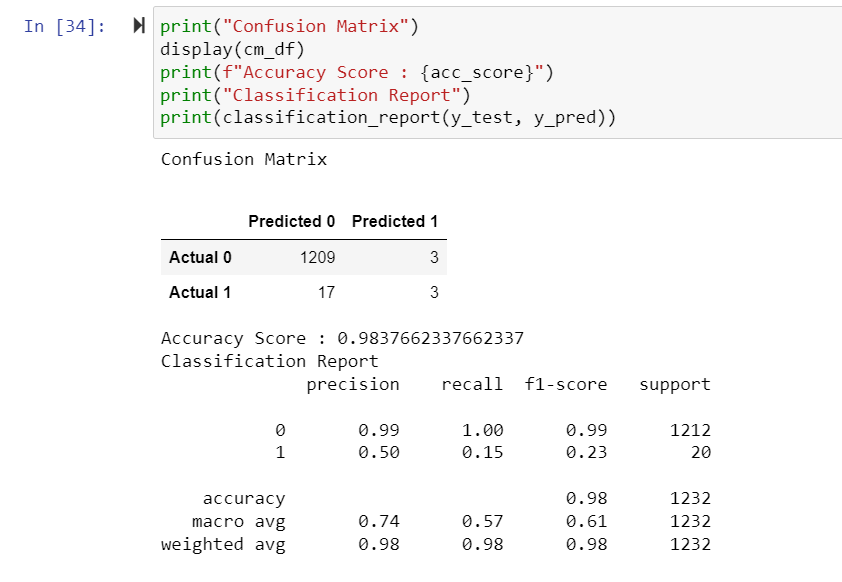 In [34]: print("Confusion Matrix")
display(cm_df)
print(f"Accuracy Score : {acc_score}")
print("Classification Report")
print(classification_report(y_test, y_pred))
Confusion Matrix
Predicted 0 Predicted 1
Actual 0 1209 3
Actual 1 17 3
Accuracy Score : 0.9837662337662337
Classification Report
precision recall f1-score support
0 0.99 1.00 0.99 1212
1 0.50 0.15 0.23 20
accuracy 0.98 1232
macro avg 0.74 0.57 0.61 1232
weighted avg 0.98 0.98 0.98 1232